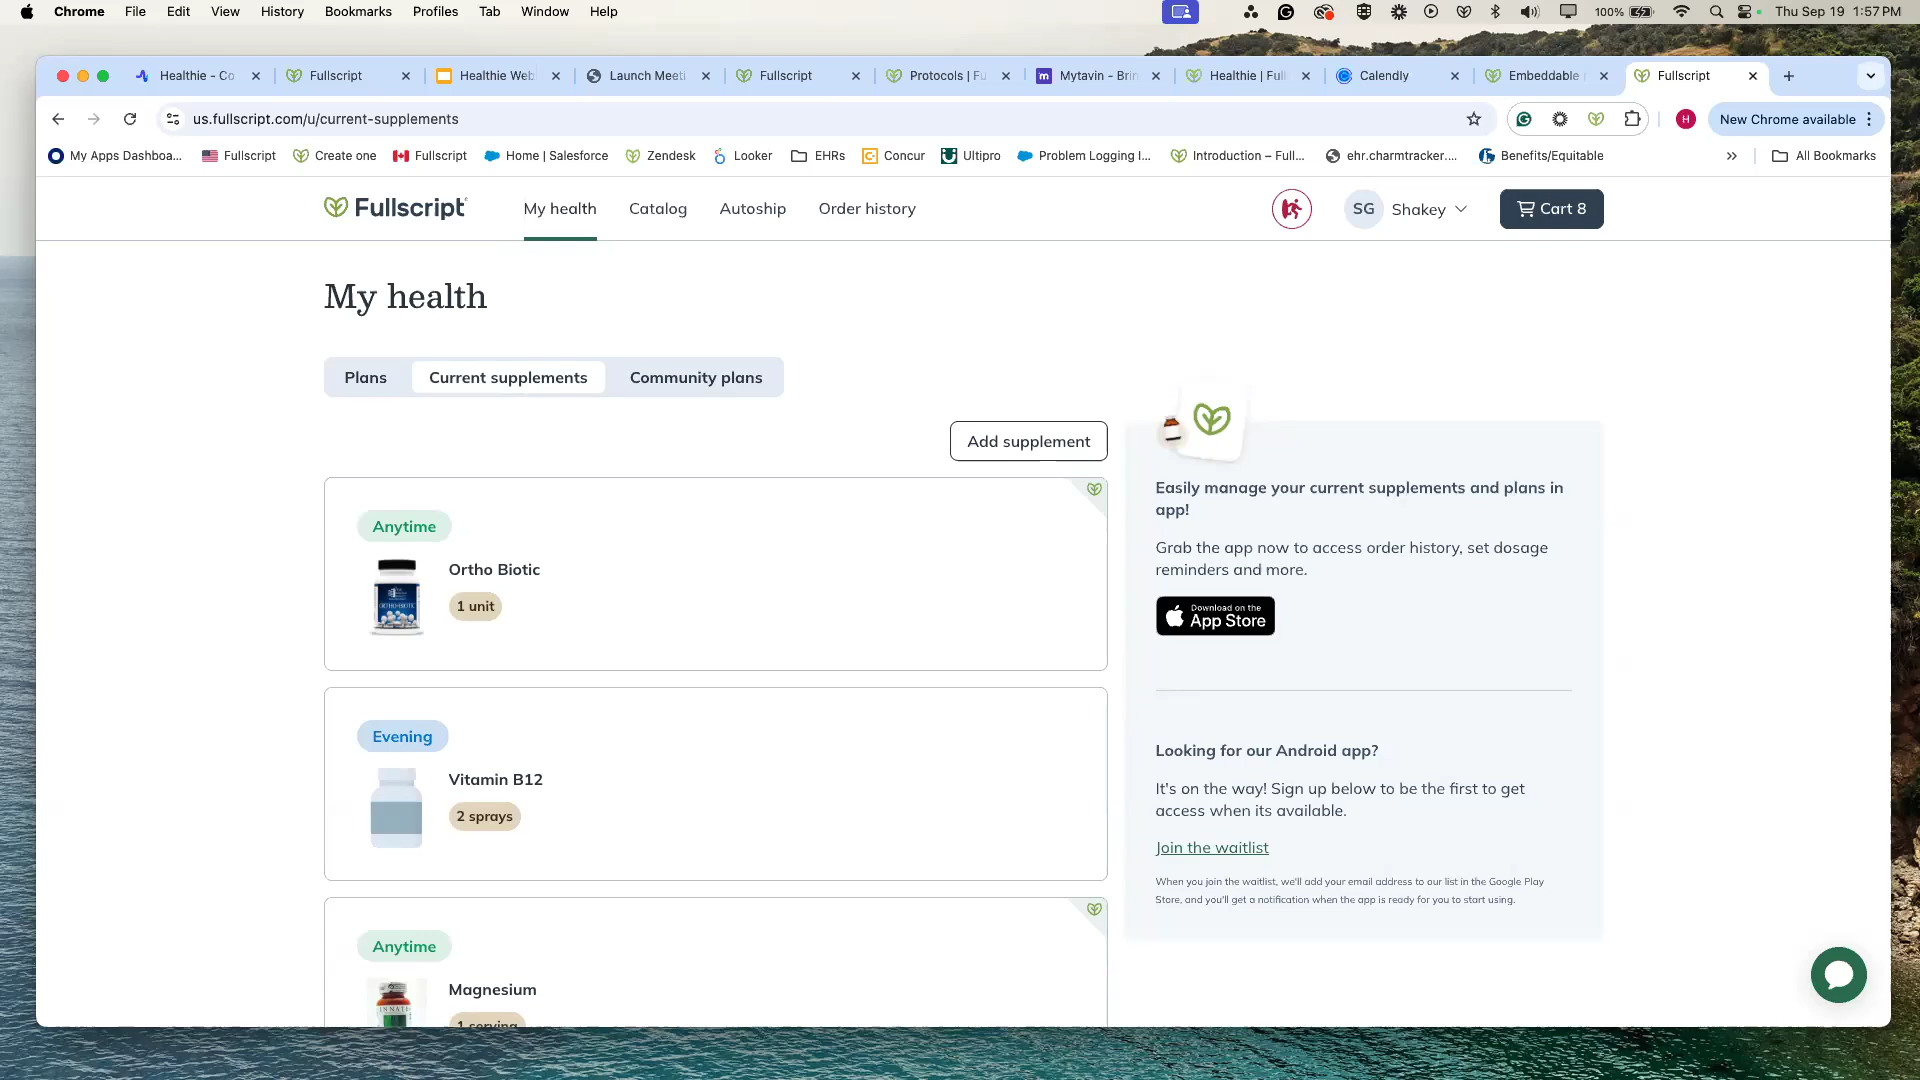 Chrome File Edit View History Bookmarks Profiles Tab Window Help 100% Thu Sep 19 1:57 PM
Healthie - Co Fullscript Healthie Web Launch Meeti Fullscript Protocols | Fu Mytavin - Brin Healthie | Full Calendly Embeddable Fullscript
us.fullscript.com/u/current-supplements H New Chrome available
My Apps Dashboa... Fullscript Create one Fullscript Home | Salesforce Zendesk Looker EHRs Concur Ultipro Problem Logging I... Introduction – Full... ehr.charmtracker.... Benefits/Equitable » All Bookmarks
Fullscript My health Catalog Autoship Order history SG Shakey Cart 8
My health
Plans Current supplements Community plans
Add supplement
Anytime
Ortho Biotic
1 unit
Evening
Vitamin B12
2 sprays
Anytime
Magnesium
1 serving
Easily manage your current supplements and plans in
app!
Grab the app now to access order history, set dosage
reminders and more.
Download on the
App Store
Looking for our Android app?
It's on the way! Sign up below to be the first to get
access when its available.
Join the waitlist
When you join the waitlist, we'll add your email address to our list in the Google Play
Store, and you'll get a notification when the app is ready for you to start using.